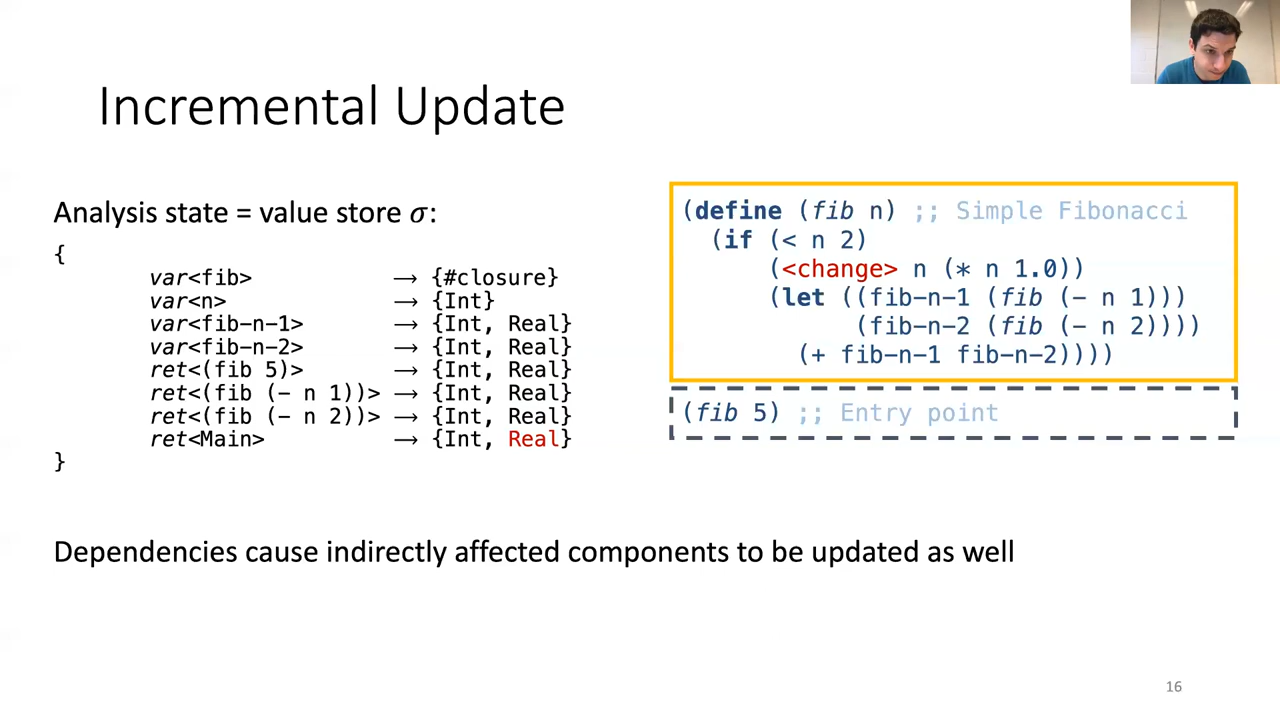 Incremental Update
Analysis state = value store σ:
{
var<fib> → {#closure}
var<n> → {Int}
var<fib-n-1> → {Int, Real}
var<fib-n-2> → {Int, Real}
ret<(fib 5)> → {Int, Real}
ret<(fib (- n 1))> → {Int, Real}
ret<(fib (- n 2))> → {Int, Real}
ret<Main> → {Int, Real}
}
(define (fib n) ;; Simple Fibonacci
(if (< n 2)
(<change> n (* n 1.0))
(let ((fib-n-1 (fib (- n 1)))
(fib-n-2 (fib (- n 2))))
(+ fib-n-1 fib-n-2))))
(fib 5) ;; Entry point
Dependencies cause indirectly affected components to be updated as well
16